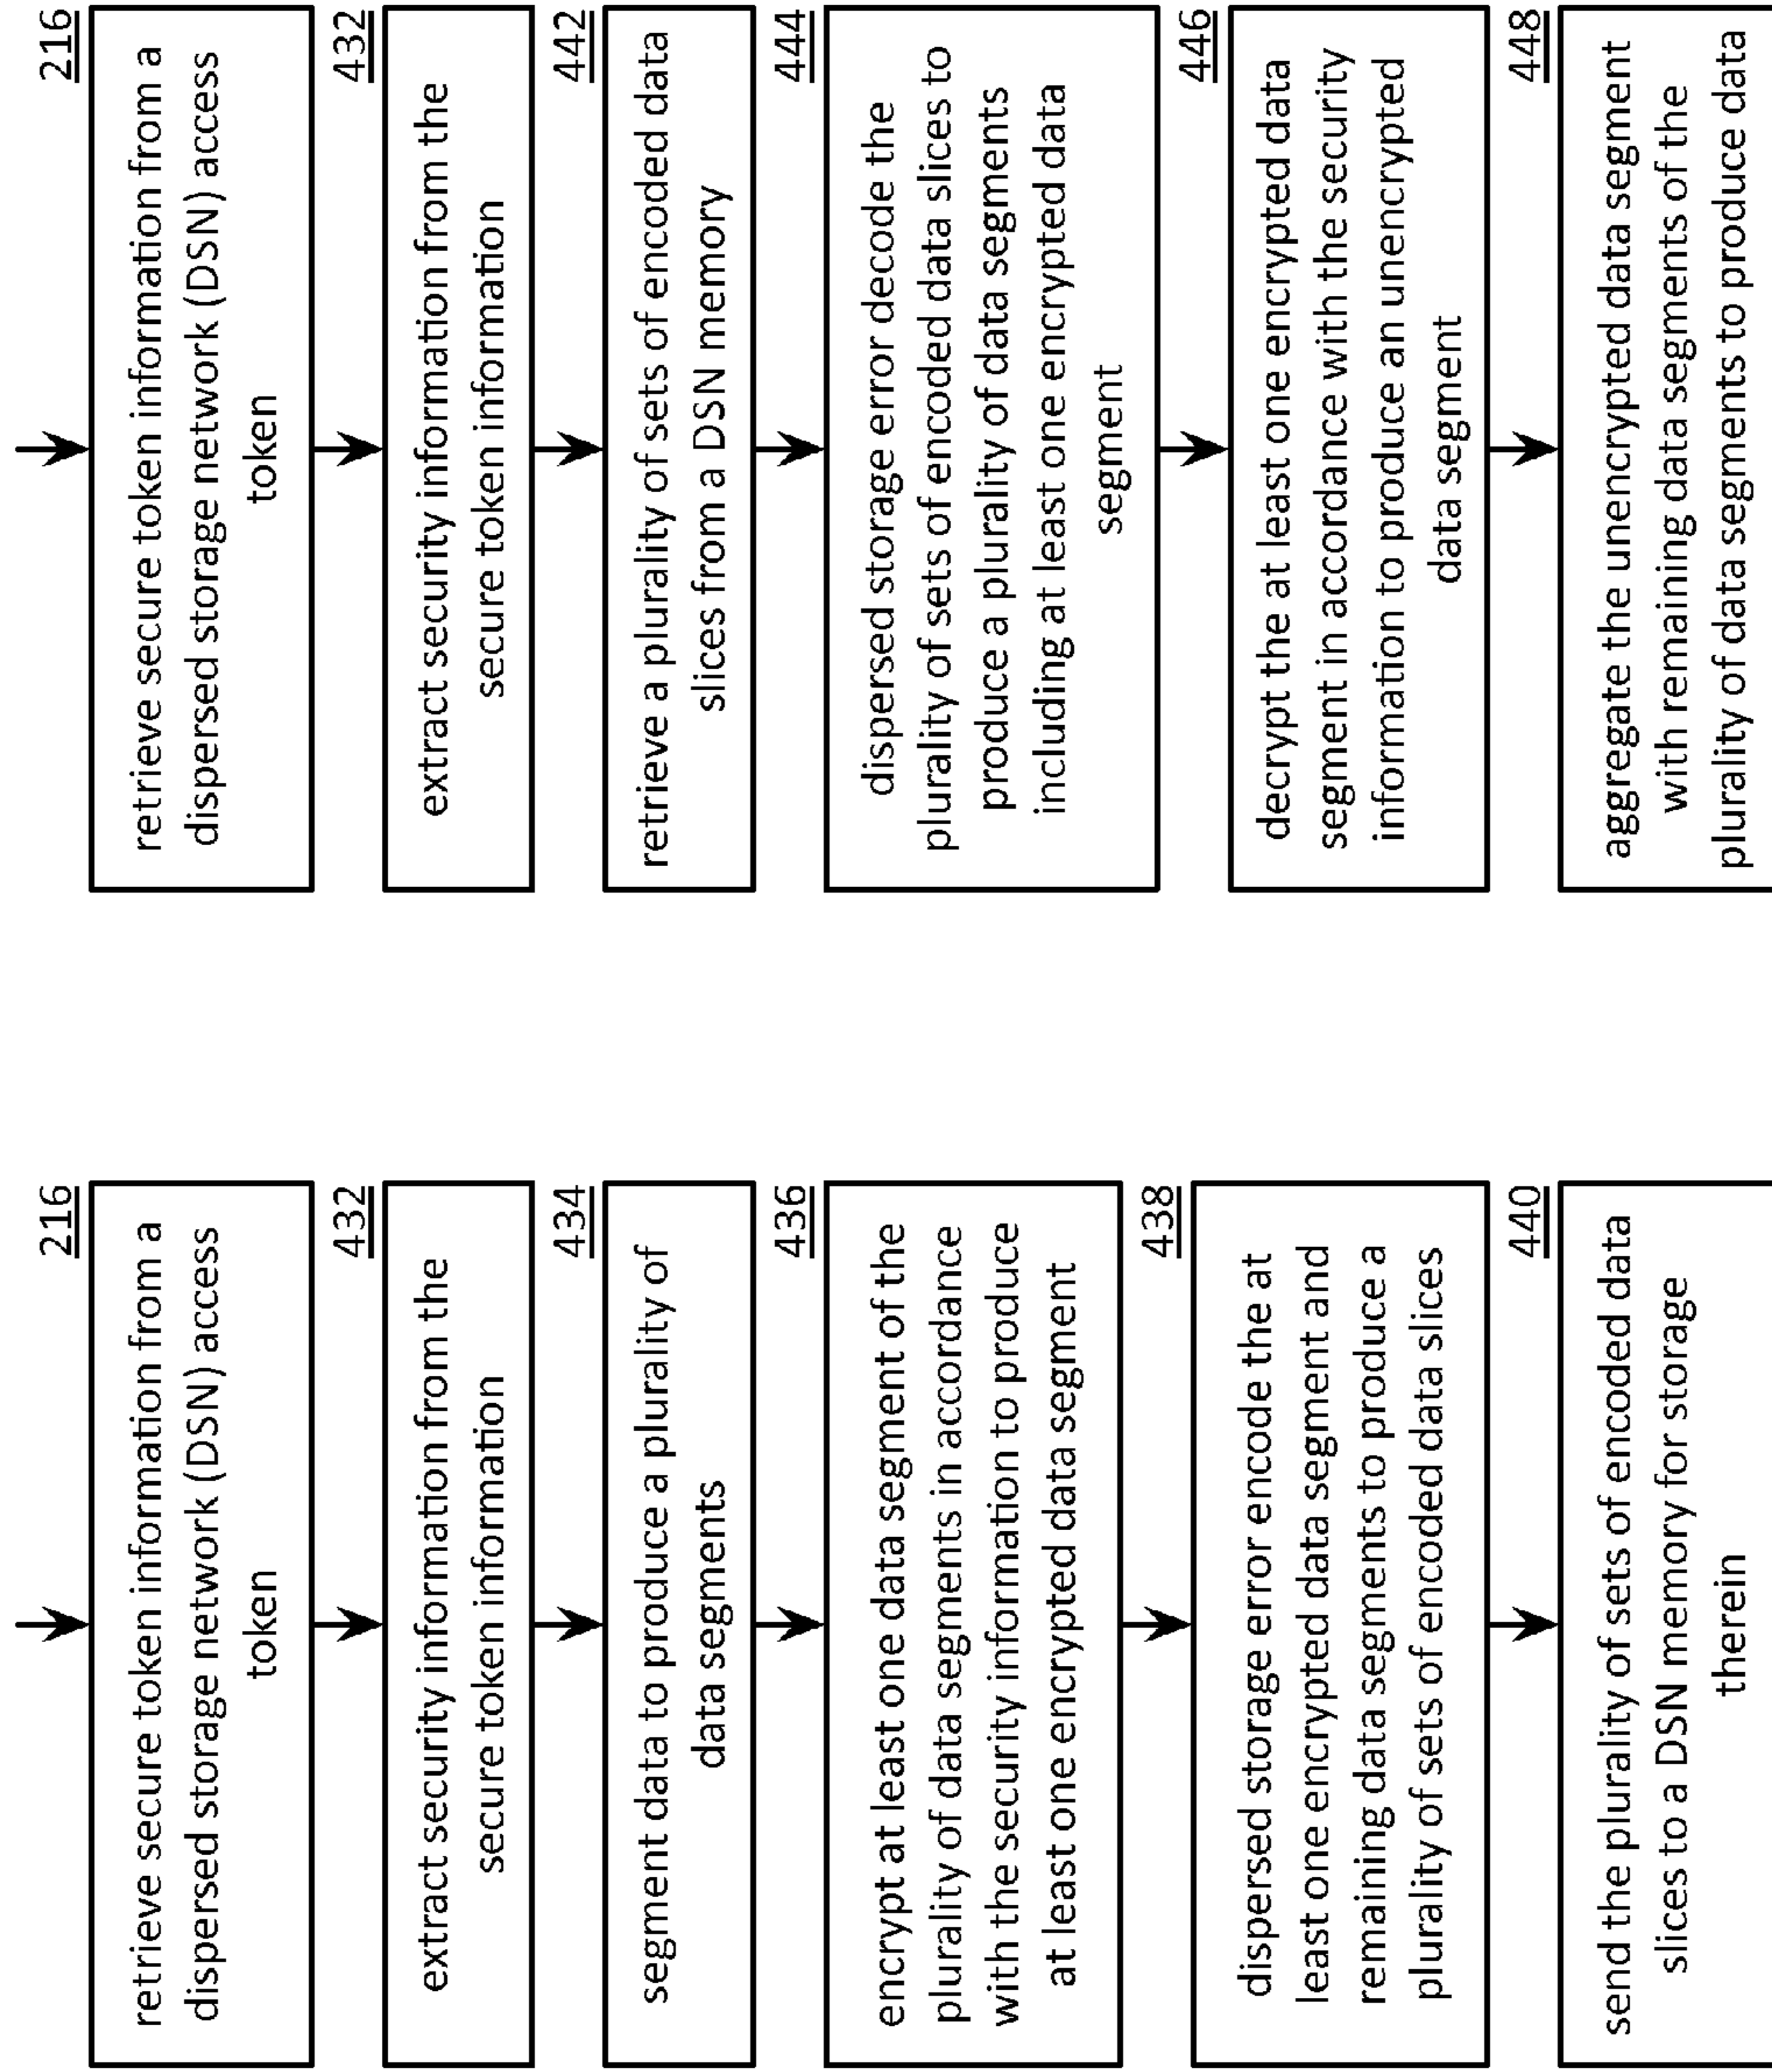 216
retrieve secure token information from a
dispersed storage network (DSN) access
token
432
extract security information from the
secure token information
434
segment data to produce a plurality of
data segments
436
encrypt at least one data segment of the
plurality of data segments in accordance
with the security information to produce
at least one encrypted data segment
438
dispersed storage error encode the at
least one encrypted data segment and
remaining data segments to produce a
plurality of sets of encoded data slices
440
send the plurality of sets of encoded data
slices to a DSN memory for storage
therein
216
retrieve secure token information from a
dispersed storage network (DSN) access
token
432
extract security information from the
secure token information
442
retrieve a plurality of sets of encoded data
slices from a DSN memory
444
dispersed storage error decode the
plurality of sets of encoded data slices to
produce a plurality of data segments
including at least one encrypted data
segment
446
decrypt the at least one encrypted data
segment in accordance with the security
information to produce an unencrypted
data segment
448
aggregate the unencrypted data segment
with remaining data segments of the
plurality of data segments to produce data